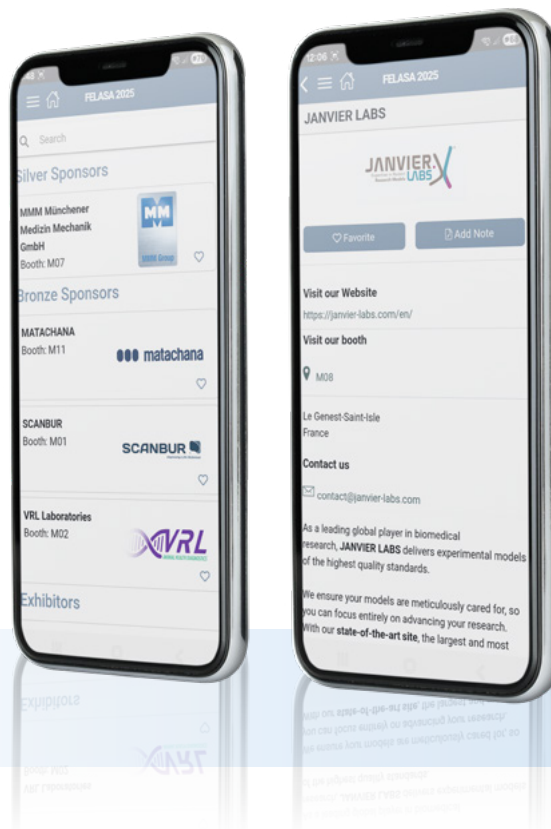 FELASA 2025
Search
Silver Sponsors
MMM Münchener
Medizin Mechanik
GmbH
Booth: M07
MM
M
MMM Group
Bronze Sponsors
MATACHANA
Booth: M11
matachana
SCANBUR
Booth: M01
SCANBUR
VRL Laboratories
Booth: M02
VRL
Exhibitors
12:06
FELASA 2025
JANVIER LABS
JANVIER
LABS
Research Models
Favorite
Add Note
Visit our Website
https://janvier-labs.com/en/
Visit our booth
M08
Le Genest-Saint-Isle
France
Contact us
contact@janvier-labs.com
As a leading global player in biomedical
research, JANVIER LABS delivers experimental models
of the highest quality standards.
We ensure your models are meticulously cared for, so
you can focus entirely on advancing your research.
With our state-of-the-art site, the largest and most